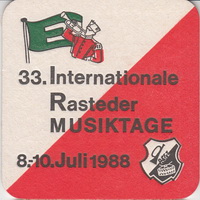 E
33. Internationale
Rasteder
MUSIKTAGE
8.-10. Juli 1988